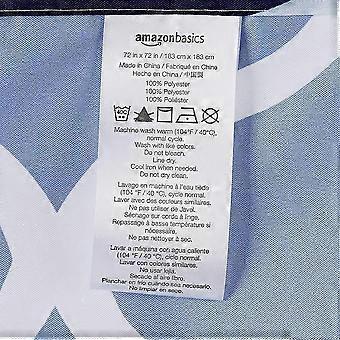 amazonbasics
72 in x 72 in / 183 cm x 183 cm
Made in China / Fabriqué en China
Hecho en China / 中国製
100% Polyester
100% Polyester
100% Poliéster
40C
Machine wash warm (104°F / 40°C),
normal cycle.
Wash with like colors.
Do not bleach.
Line dry.
Cool iron when needed.
Do not dry clean.
Lavage en machine à l'eau tiède
(104 °F / 40 °C), cycle normal.
Laver avec des couleurs similaires.
Ne pas utiliser de Javel.
Séchage sur corde à linge.
Repassage à basse température si
nécessaire.
Ne pas nettoyer à sec.
Lavar a máquina con agua caliente
(104 °F / 40 °C), ciclo normal.
Lavar con colores similares.
No usar lejía.
Secado al aire libre.
Planchar en frío cuando sea necesario.
No limpiar en seco.